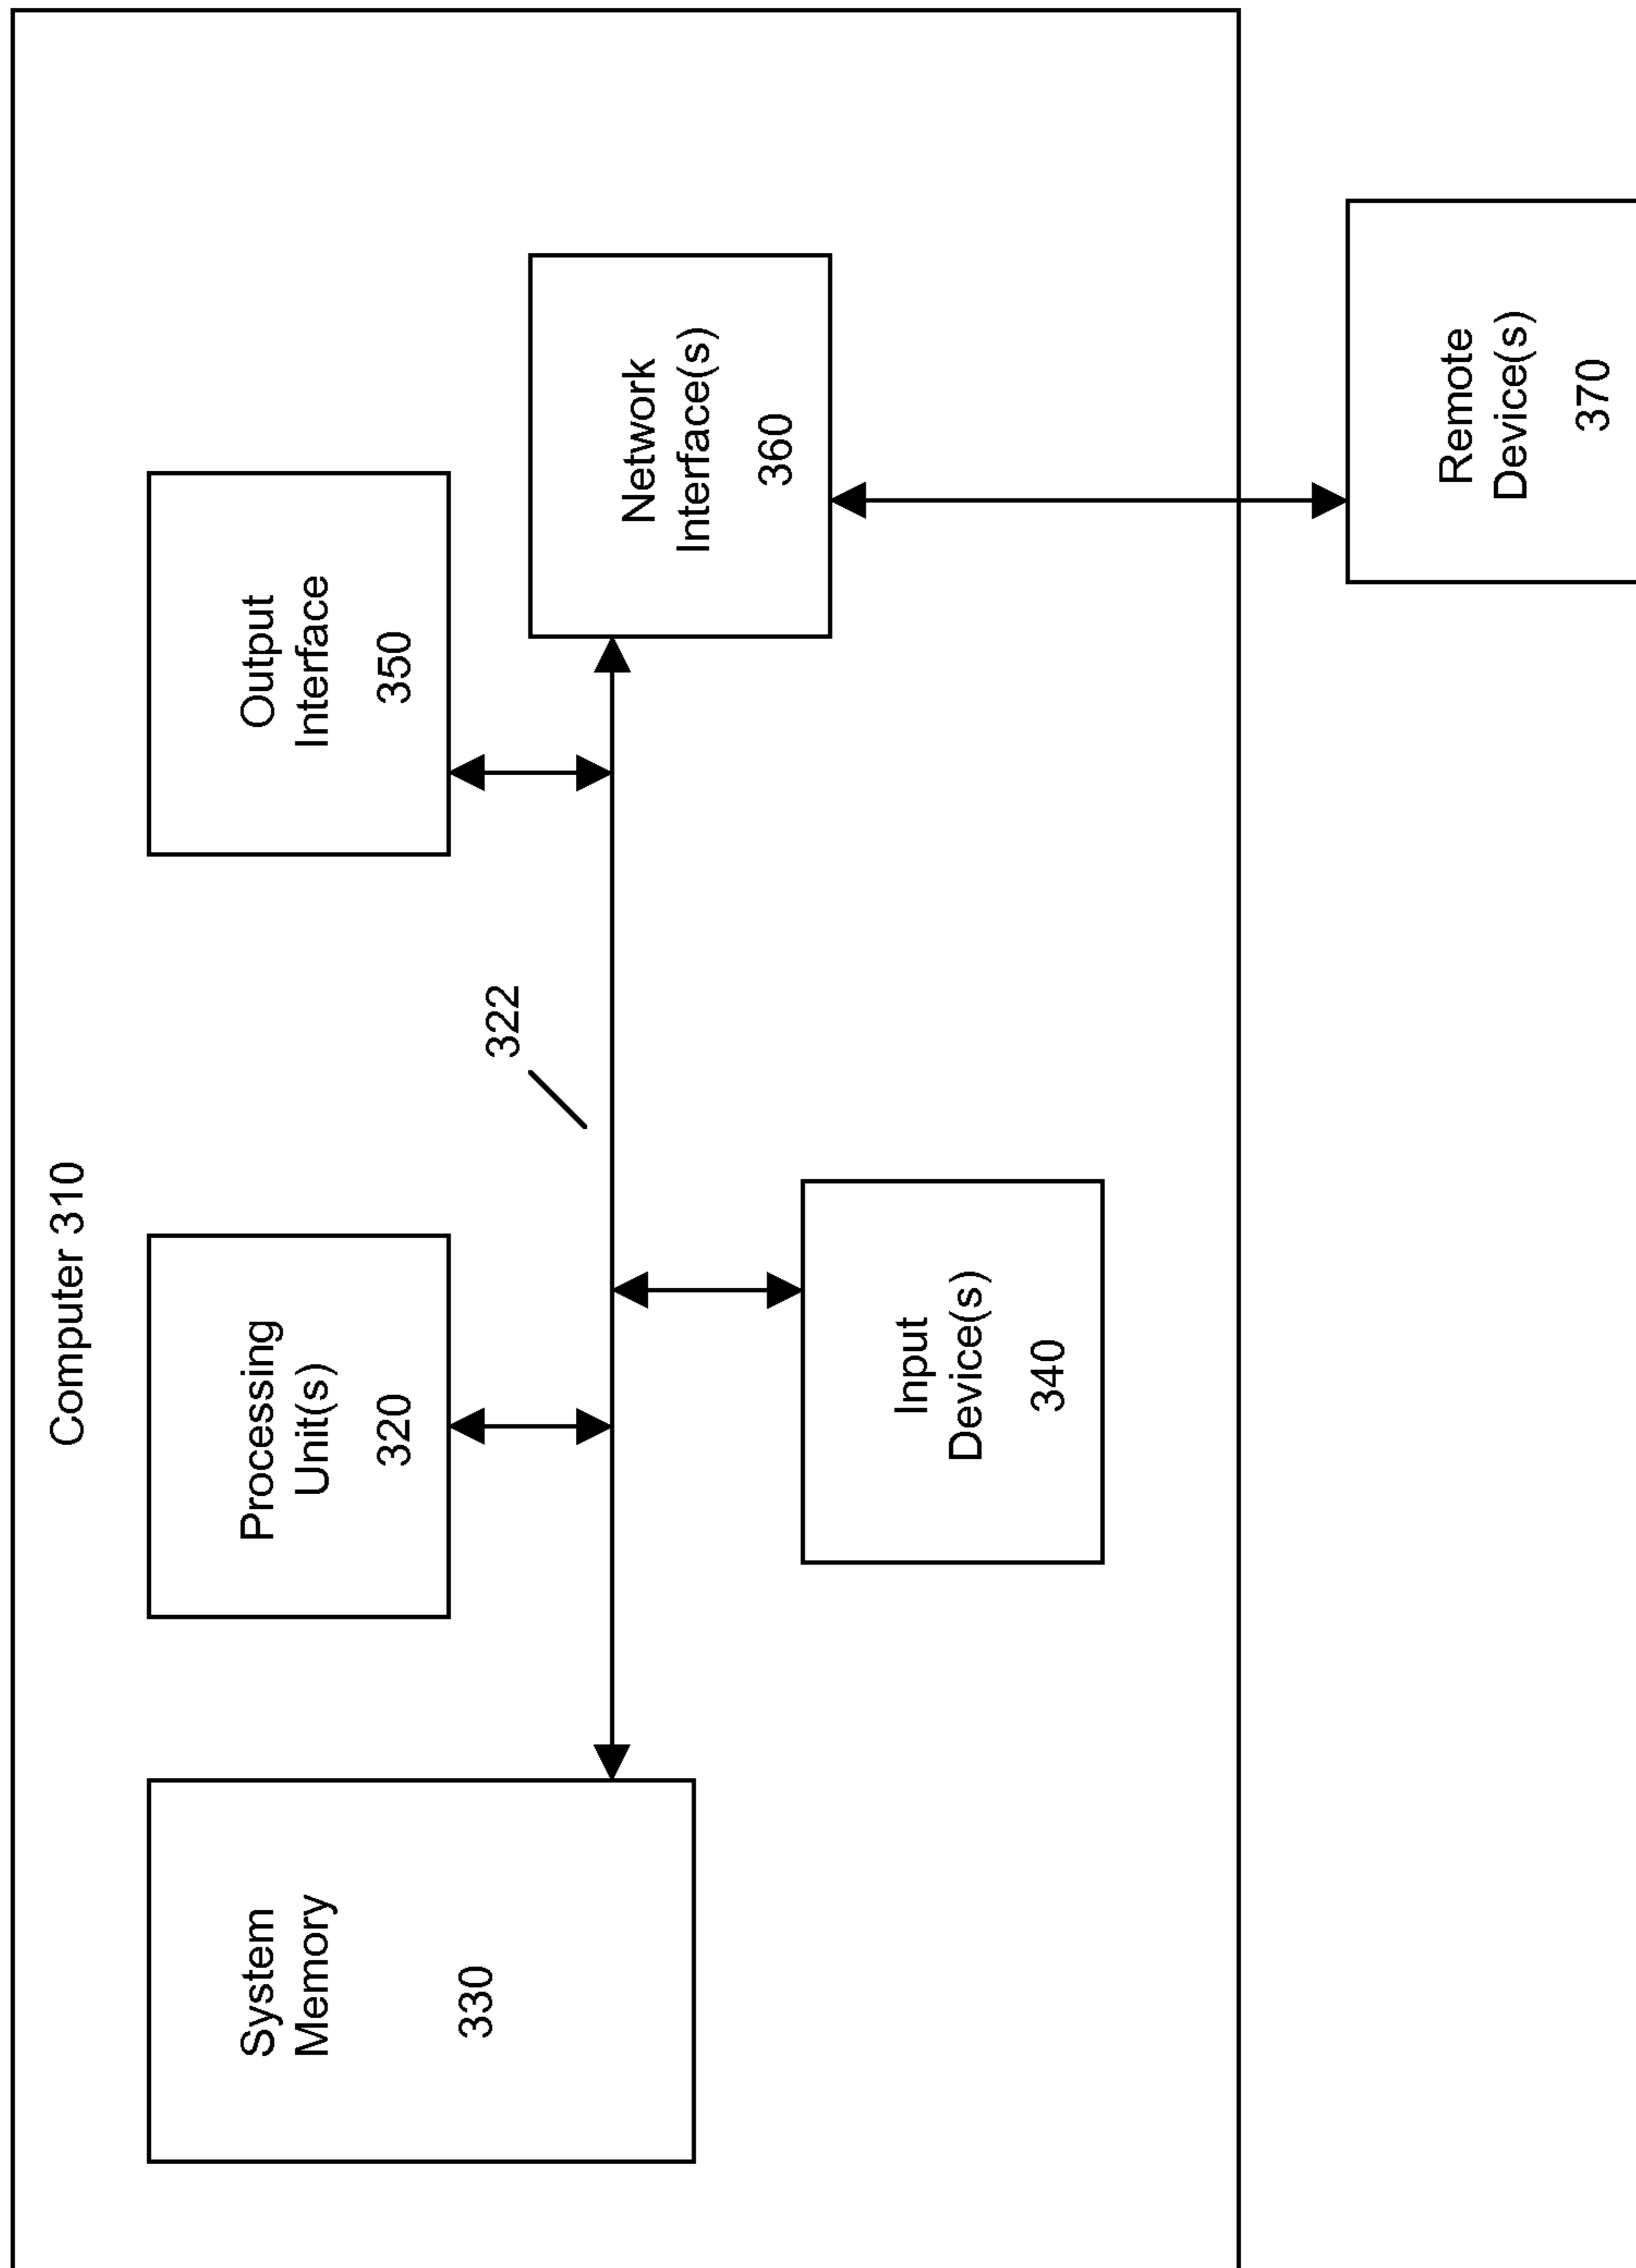 Computer 310
System
Memory
330
Processing
Unit(s)
320
Output
Interface
350
322
Network
Interface(s)
360
Input
Device(s)
340
Remote
Device(s)
370